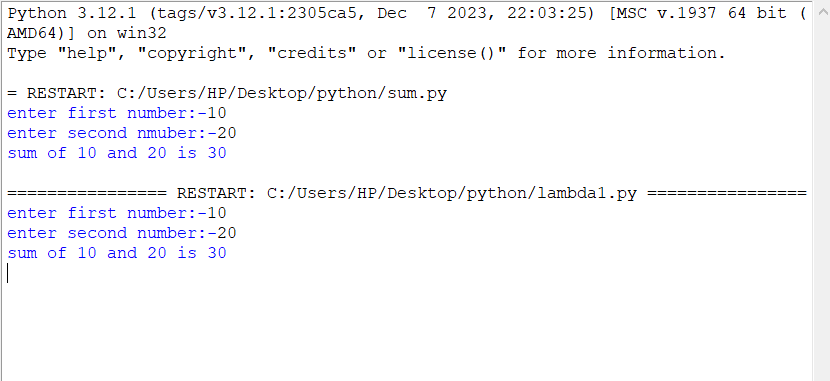 Python 3.12.1 (tags/v3.12.1:2305ca5, Dec  7 2023, 22:03:25) [MSC v.1937 64 bit (
AMD64)] on win32
Type "help", "copyright", "credits" or "license()" for more information.
= RESTART: C:/Users/HP/Desktop/python/sum.py
enter first number:-10
enter second nmuber:-20
sum of 10 and 20 is 30
================ RESTART: C:/Users/HP/Desktop/python/lambda1.py ================
enter first number:-10
enter second number:-20
sum of 10 and 20 is 30